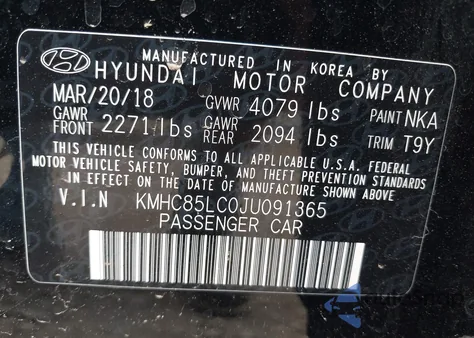 MANUFACTURED IN KOREA BY
HYUNDAI MOTOR COMPANY
MAR/20/18 GVWR 4079 lbs PAINT NKA
GAWR FRONT 2271 lbs GAWR REAR 2094 lbs TRIM T9Y
THIS VEHICLE CONFORMS TO ALL APPLICABLE U.S.A. FEDERAL
MOTOR VEHICLE SAFETY, BUMPER, AND THEFT PREVENTION STANDARDS
IN EFFECT ON THE DATE OF MANUFACTURE SHOWN ABOVE
V.I.N KMHC85LC0JU091365
PASSENGER CAR